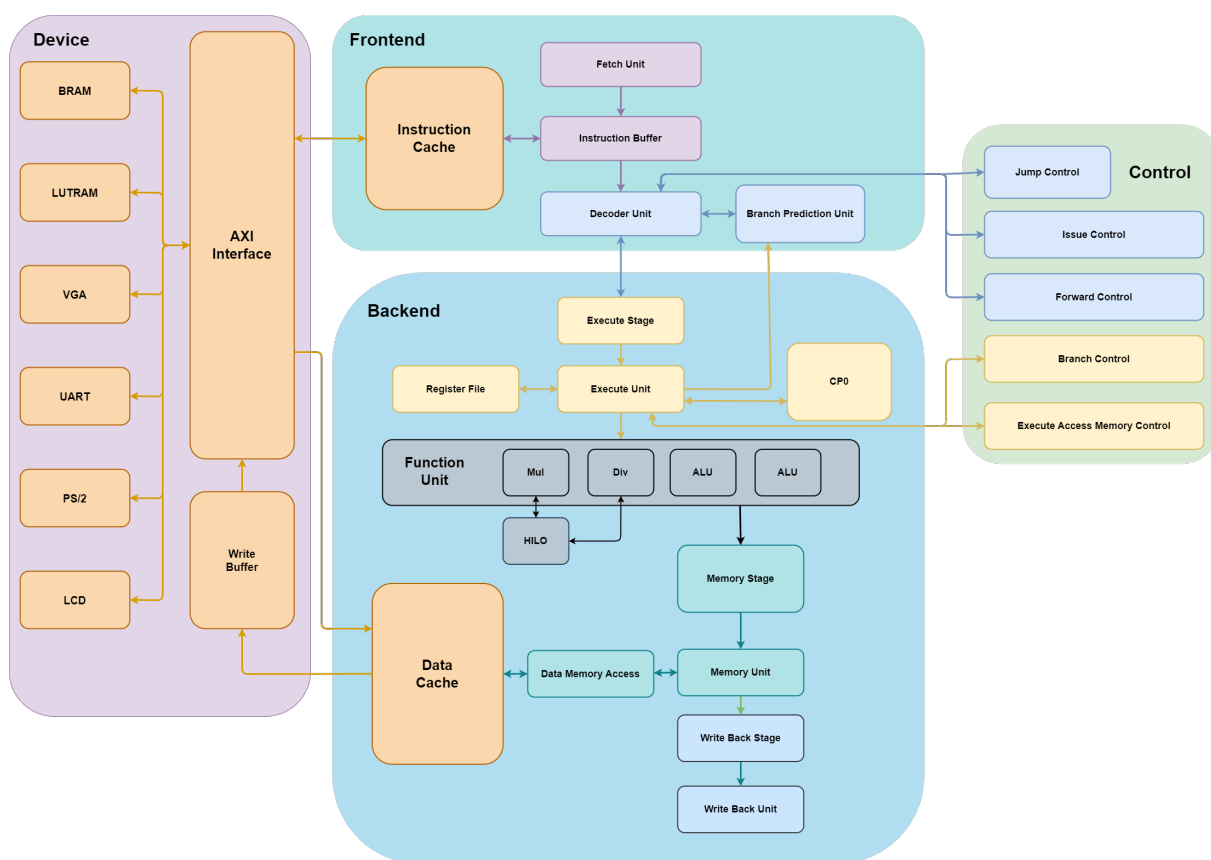 Device
BRAM
LUTRAM
VGA
UART
PS/2
LCD
AXI
Interface
Write
Buffer
Frontend
Instruction
Cache
Fetch Unit
Instruction Buffer
Decoder Unit
Branch Prediction Unit
Control
Jump Control
Issue Control
Forward Control
Branch Control
Execute Access Memory Control
Backend
Execute Stage
Register File
Execute Unit
CP0
Function
Unit
Mul
Div
ALU
ALU
HILO
Memory Stage
Data
Cache
Data Memory Access
Memory Unit
Write Back Stage
Write Back Unit